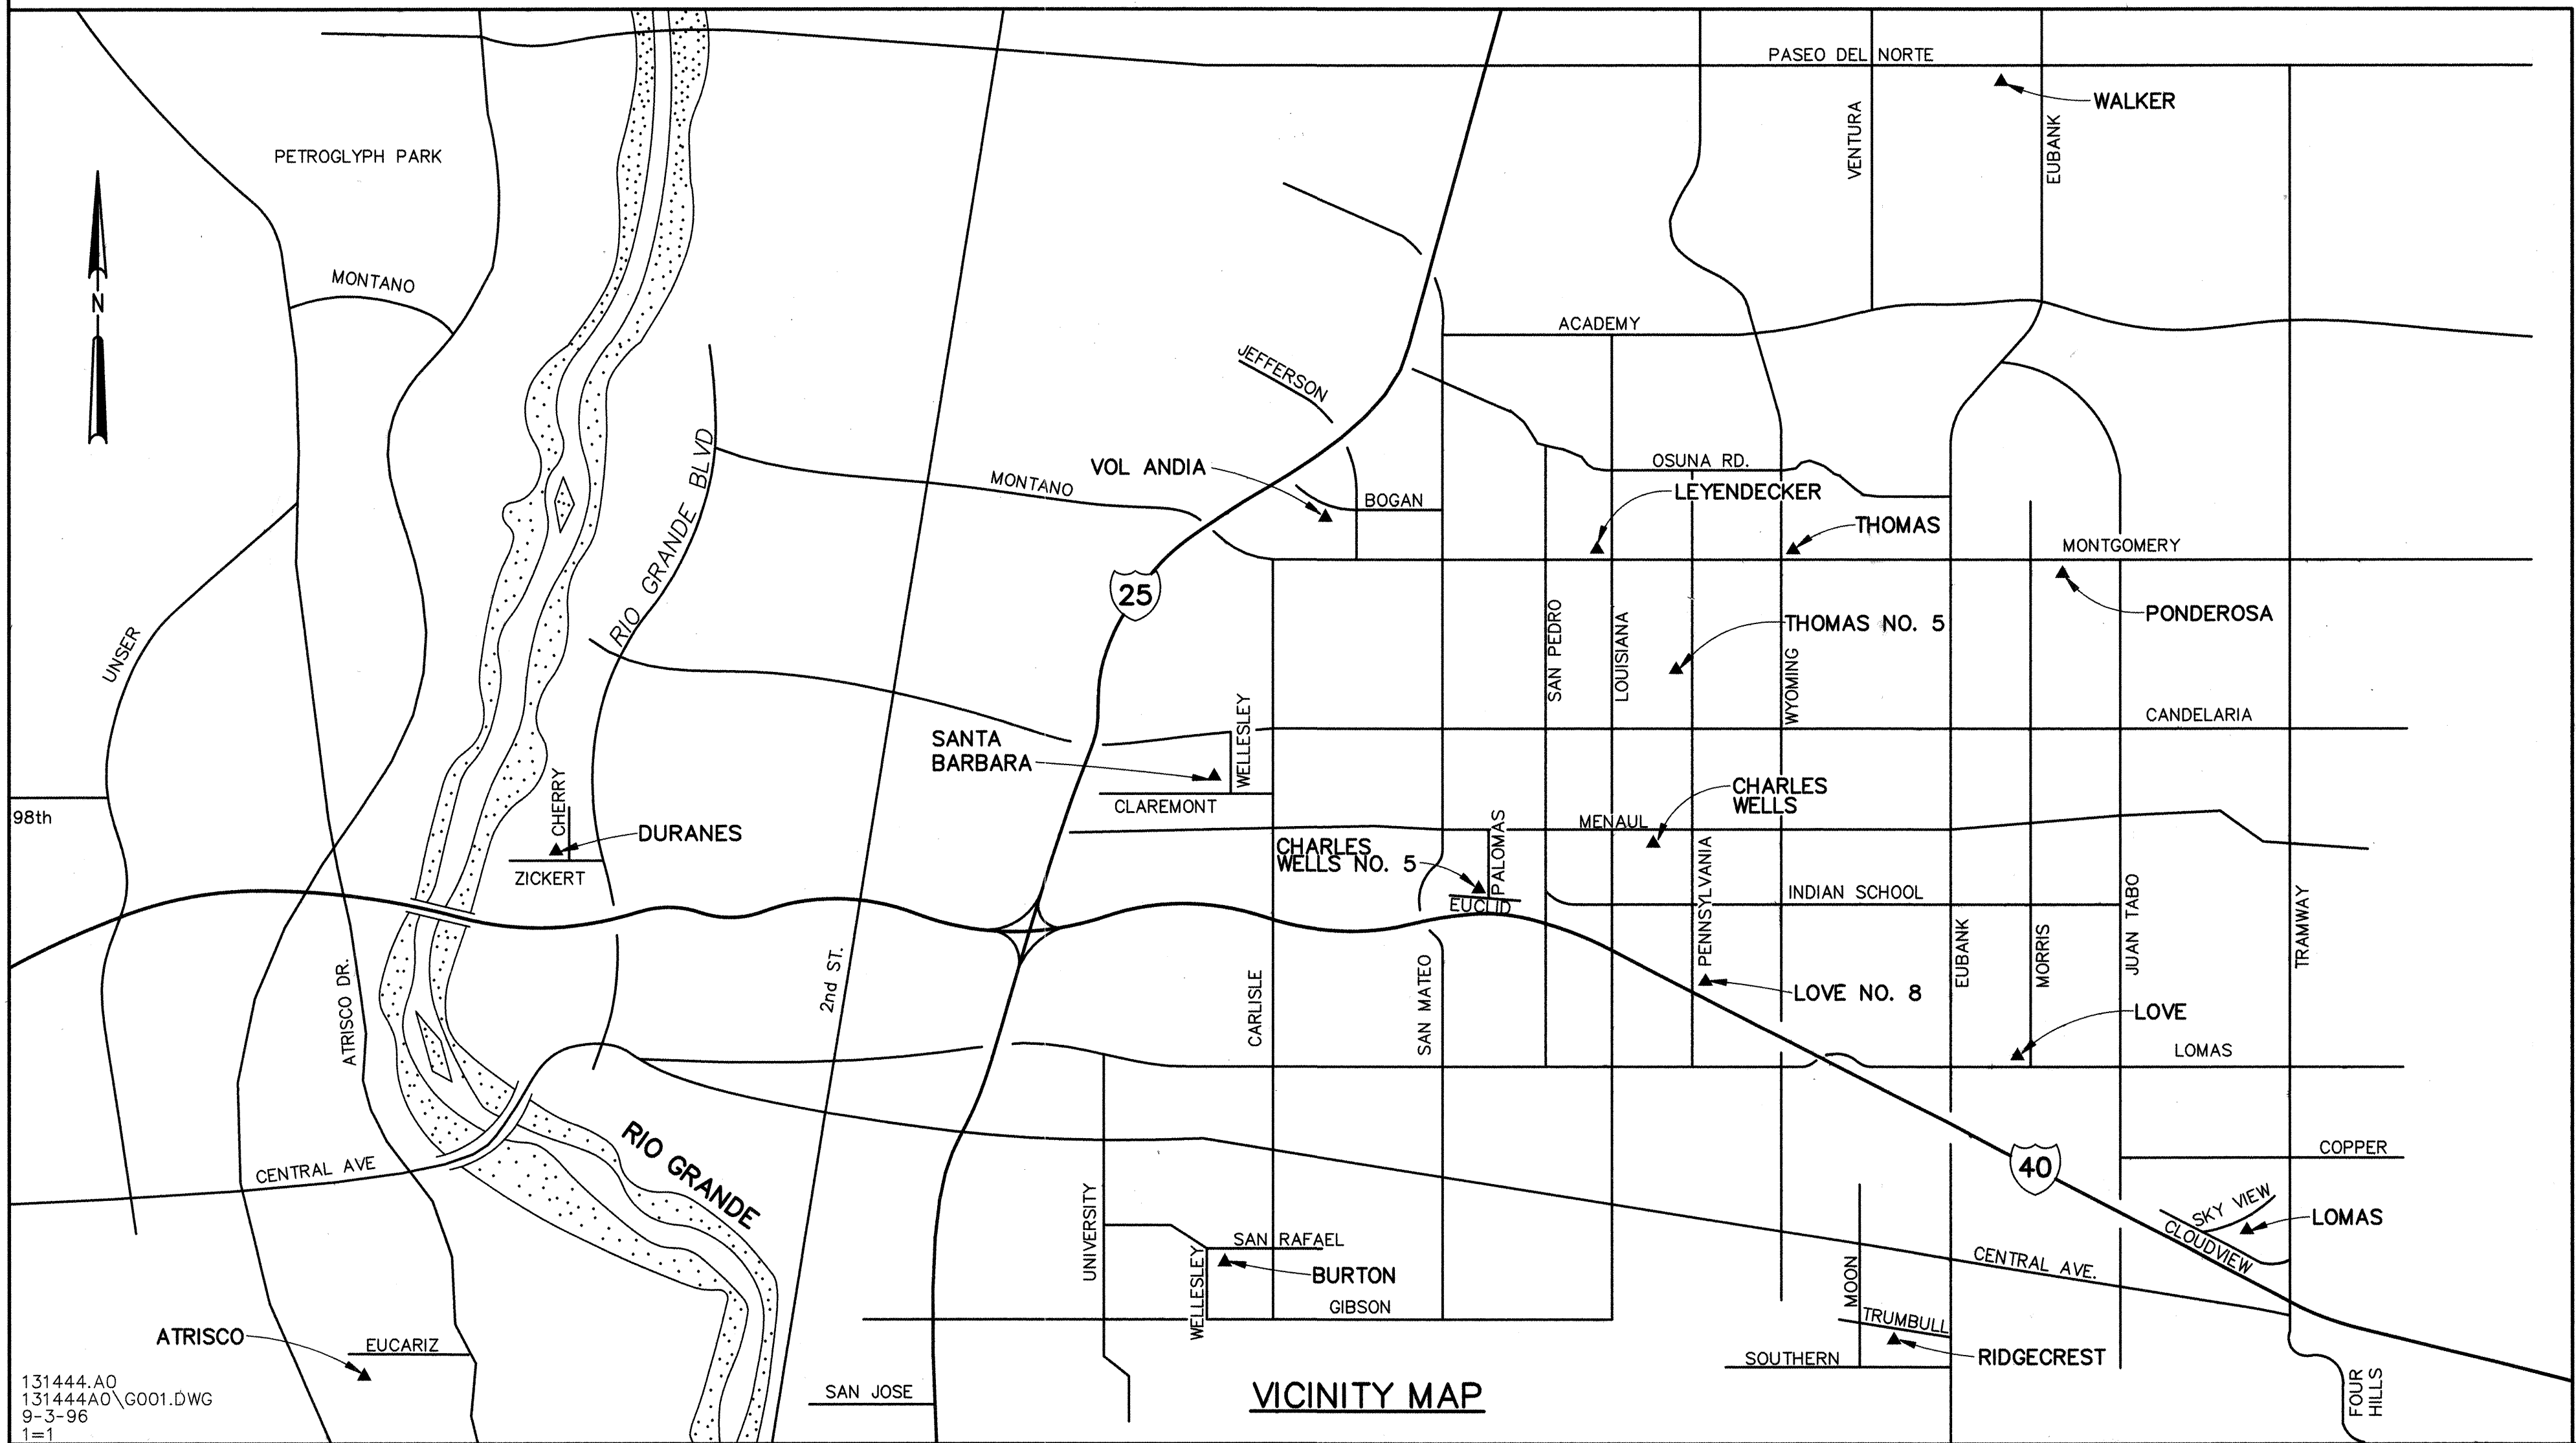 PASEO DEL NORTE
WALKER
VENTURA
EUBANK
PETROGLYPH PARK
MONTANO
N
ACADEMY
JEFFERSON
RIO GRANDE BLVD
VOL ANDIA
MONTANO
BOGAN
OSUNA RD.
LEYENDECKER
THOMAS
MONTGOMERY
25
PONDEROSA
THOMAS NO. 5
SAN PEDRO
LOUISIANA
WYOMING
UNSER
CANDELARIA
WELLESLEY
SANTA
BARBARA
CLAREMONT
98th
CHERRY
DURANES
ZICKERT
CHARLES
WELLS
MENAUL
PALOMAS
CHARLES
WELLS NO. 5
EUCLID
PENNSYLVANIA
INDIAN SCHOOL
EUBANK
MORRIS
JUAN TABO
TRAMWAY
ATRISCO DR.
2nd ST.
CARLISLE
SAN MATEO
LOVE NO. 8
LOVE
LOMAS
RIO GRANDE
CENTRAL AVE
40
COPPER
SKY VIEW
CLOUDVIEW
LOMAS
UNIVERSITY
WELLESLEY
SAN RAFAEL
BURTON
GIBSON
CENTRAL AVE.
MOON
TRUMBULL
RIDGECREST
SOUTHERN
ATRISCO
EUCARIZ
SAN JOSE
FOUR
HILLS
VICINITY MAP
131444.A0
131444A0\G001.DWG
9-3-96
1=1